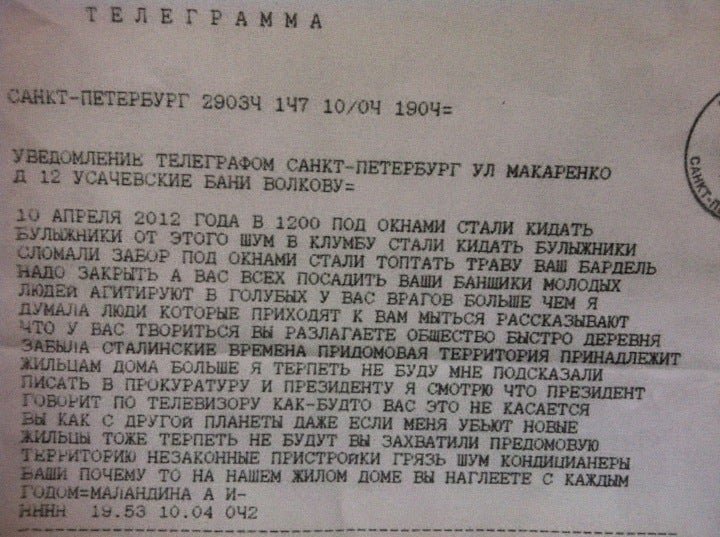 ТЕЛЕГРАММА
САНКТ-ПЕТЕРБУРГ 2903Ч 1Ч7 10/0Ч 190Ч=
САНКТ-П
УВЕДОМЛЕНИЕ ТЕЛЕГРАФОМ САНКТ-ПЕТЕРБУРГ УЛ МАКАРЕНКО
Д 12 УСАЧЕВСКИЕ БАНИ ВОЛКОВУ=
10 АПРЕЛЯ 2012 ГОДА В 1200 ПОД ОКНАМИ СТАЛИ КИДАТЬ
БУЛЫЖНИКИ ОТ ЭТОГО ШУМ В КЛУМБУ СТАЛИ КИДАТЬ БУЛЫЖНИКИ
СЛОМАЛИ ЗАБОР ПОД ОКНАМИ СТАЛИ ТОПТАТЬ ТРАВУ ВАШ БАРДЕЛЬ
НАДО ЗАКРЫТЬ А ВАС ВСЕХ ПОСАДИТЬ ВАШИ БАНЩИКИ МОЛОДЫХ
ЛЮДЕЙ АГИТИРУЮТ В ГОЛУБЫХ У ВАС ВРАГОВ БОЛЬШЕ ЧЕМ Я
ДУМАЛА ЛЮДИ КОТОРЫЕ ПРИХОДЯТ К ВАМ МЫТЬСЯ РАССКАЗЫВАЮТ
ЧТО У ВАС ТВОРИТЬСЯ ВЫ РАЗЛАГАЕТЕ ОБЩЕСТВО БЫСТРО ДЕРЕВНЯ
ЗАБЫЛА СТАЛИНСКИЕ ВРЕМЕНА ПРИДОМОВАЯ ТЕРРИТОРИЯ ПРИНАДЛЕЖИТ
ЖИЛЬЦАМ ДОМА БОЛЬШЕ Я ТЕРПЕТЬ НЕ БУДУ МНЕ ПОДСКАЗАЛИ
ПИСАТЬ В ПРОКУРАТУРУ И ПРЕЗИДЕНТУ Я СМОТРЮ ЧТО ПРЕЗИДЕНТ
ГОВОРИТ ПО ТЕЛЕВИЗОРУ КАК-БУДТО ВАС ЭТО НЕ КАСАЕТСЯ
ВЫ КАК С ДРУГОЙ ПЛАНЕТЫ ДАЖЕ ЕСЛИ МЕНЯ УБЬЮТ НОВЫЕ
ЖИЛЬЦЫ ТОЖЕ ТЕРПЕТЬ НЕ БУДУТ ВЫ ЗАХВАТИЛИ ПРЕДОМОВУЮ
ТЕРРИТОРИЮ НЕЗАКОННЫЕ ПРИСТРОЙКИ ГРЯЗЬ ШУМ КОНДИЦИАНЕРЫ
ВАШИ ПОЧЕМУ ТО НА НАШЕМ ЖИЛОМ ДОМЕ ВЫ НАГЛЕЕТЕ С КАЖДЫМ
ГОДОМ=МАЛАНДИНА А И-
НННН 19.53 10.04 0Ч2